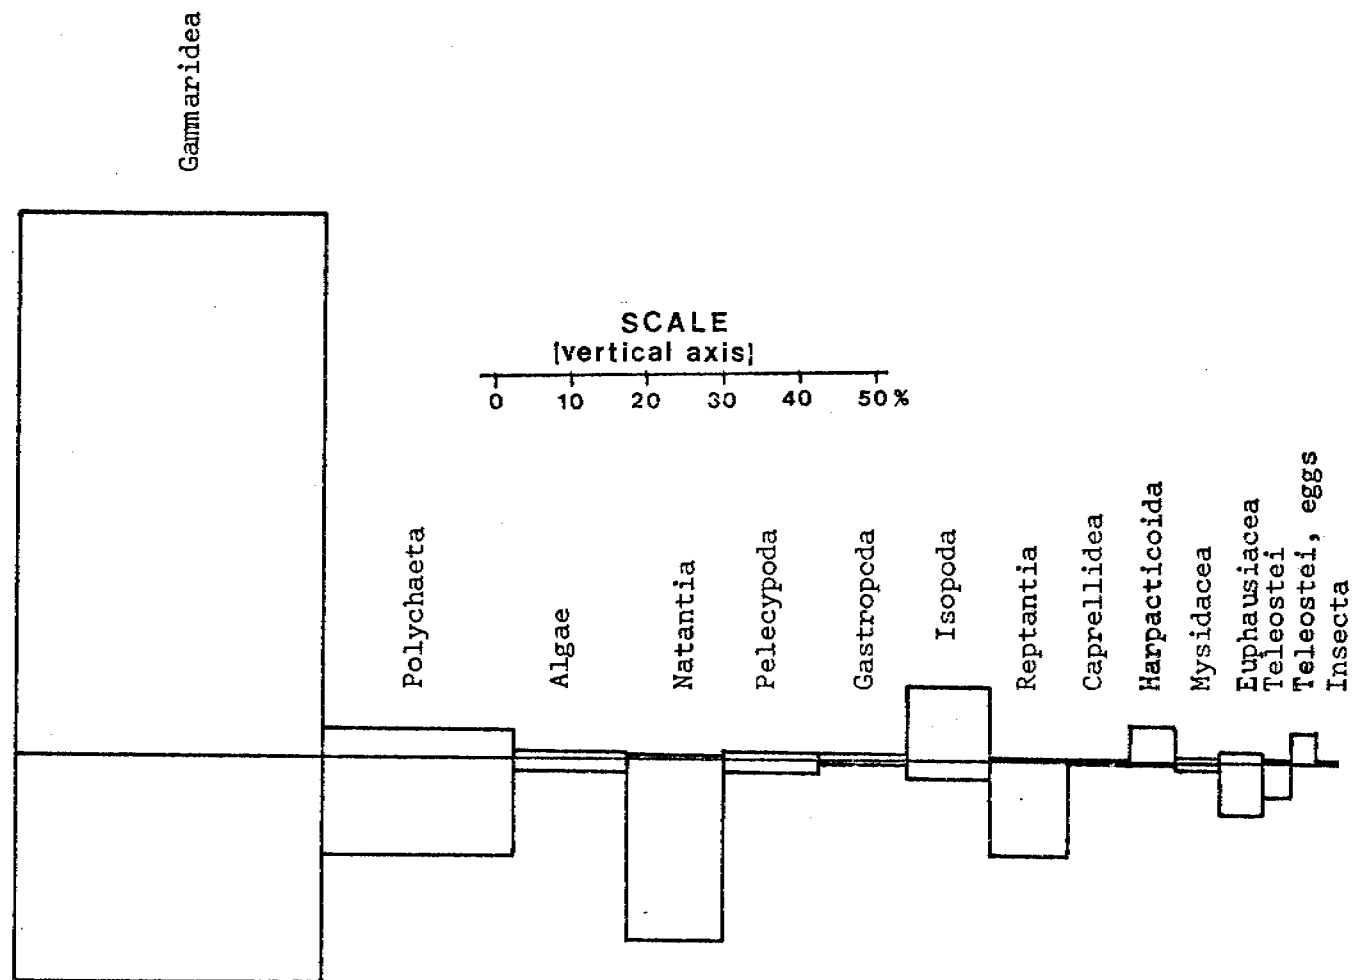 Gammaridea
SCALE
(vertical axis)
0 10 20 30 40 50 %
Polychaeta
Algae
Natantia
Pelecypoda
Gastropoda
Isopoda
Reptantia
Caprellidea
Harpacticoida
Mysidacea
Euphausiacea
Teleostei
Teleostei, eggs
Insecta